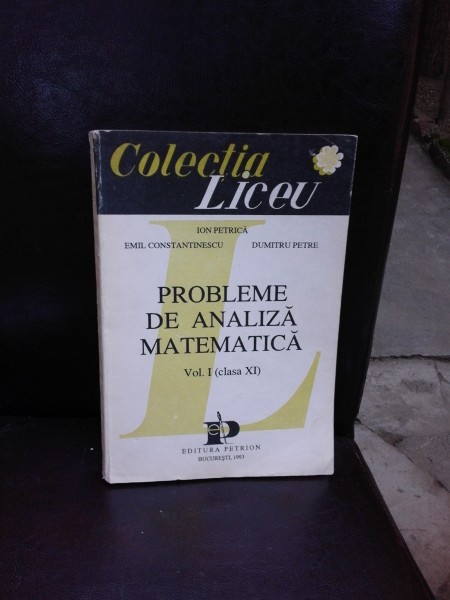 Colecția
Liceu
ION PETRICĂ
EMIL CONSTANTINESCU DUMITRU PETRE
L
PROBLEME
DE ANALIZĂ
MATEMATICĂ
Vol. I (clasa XI)
EDITURA PETRION
BUCUREȘTI, 1993